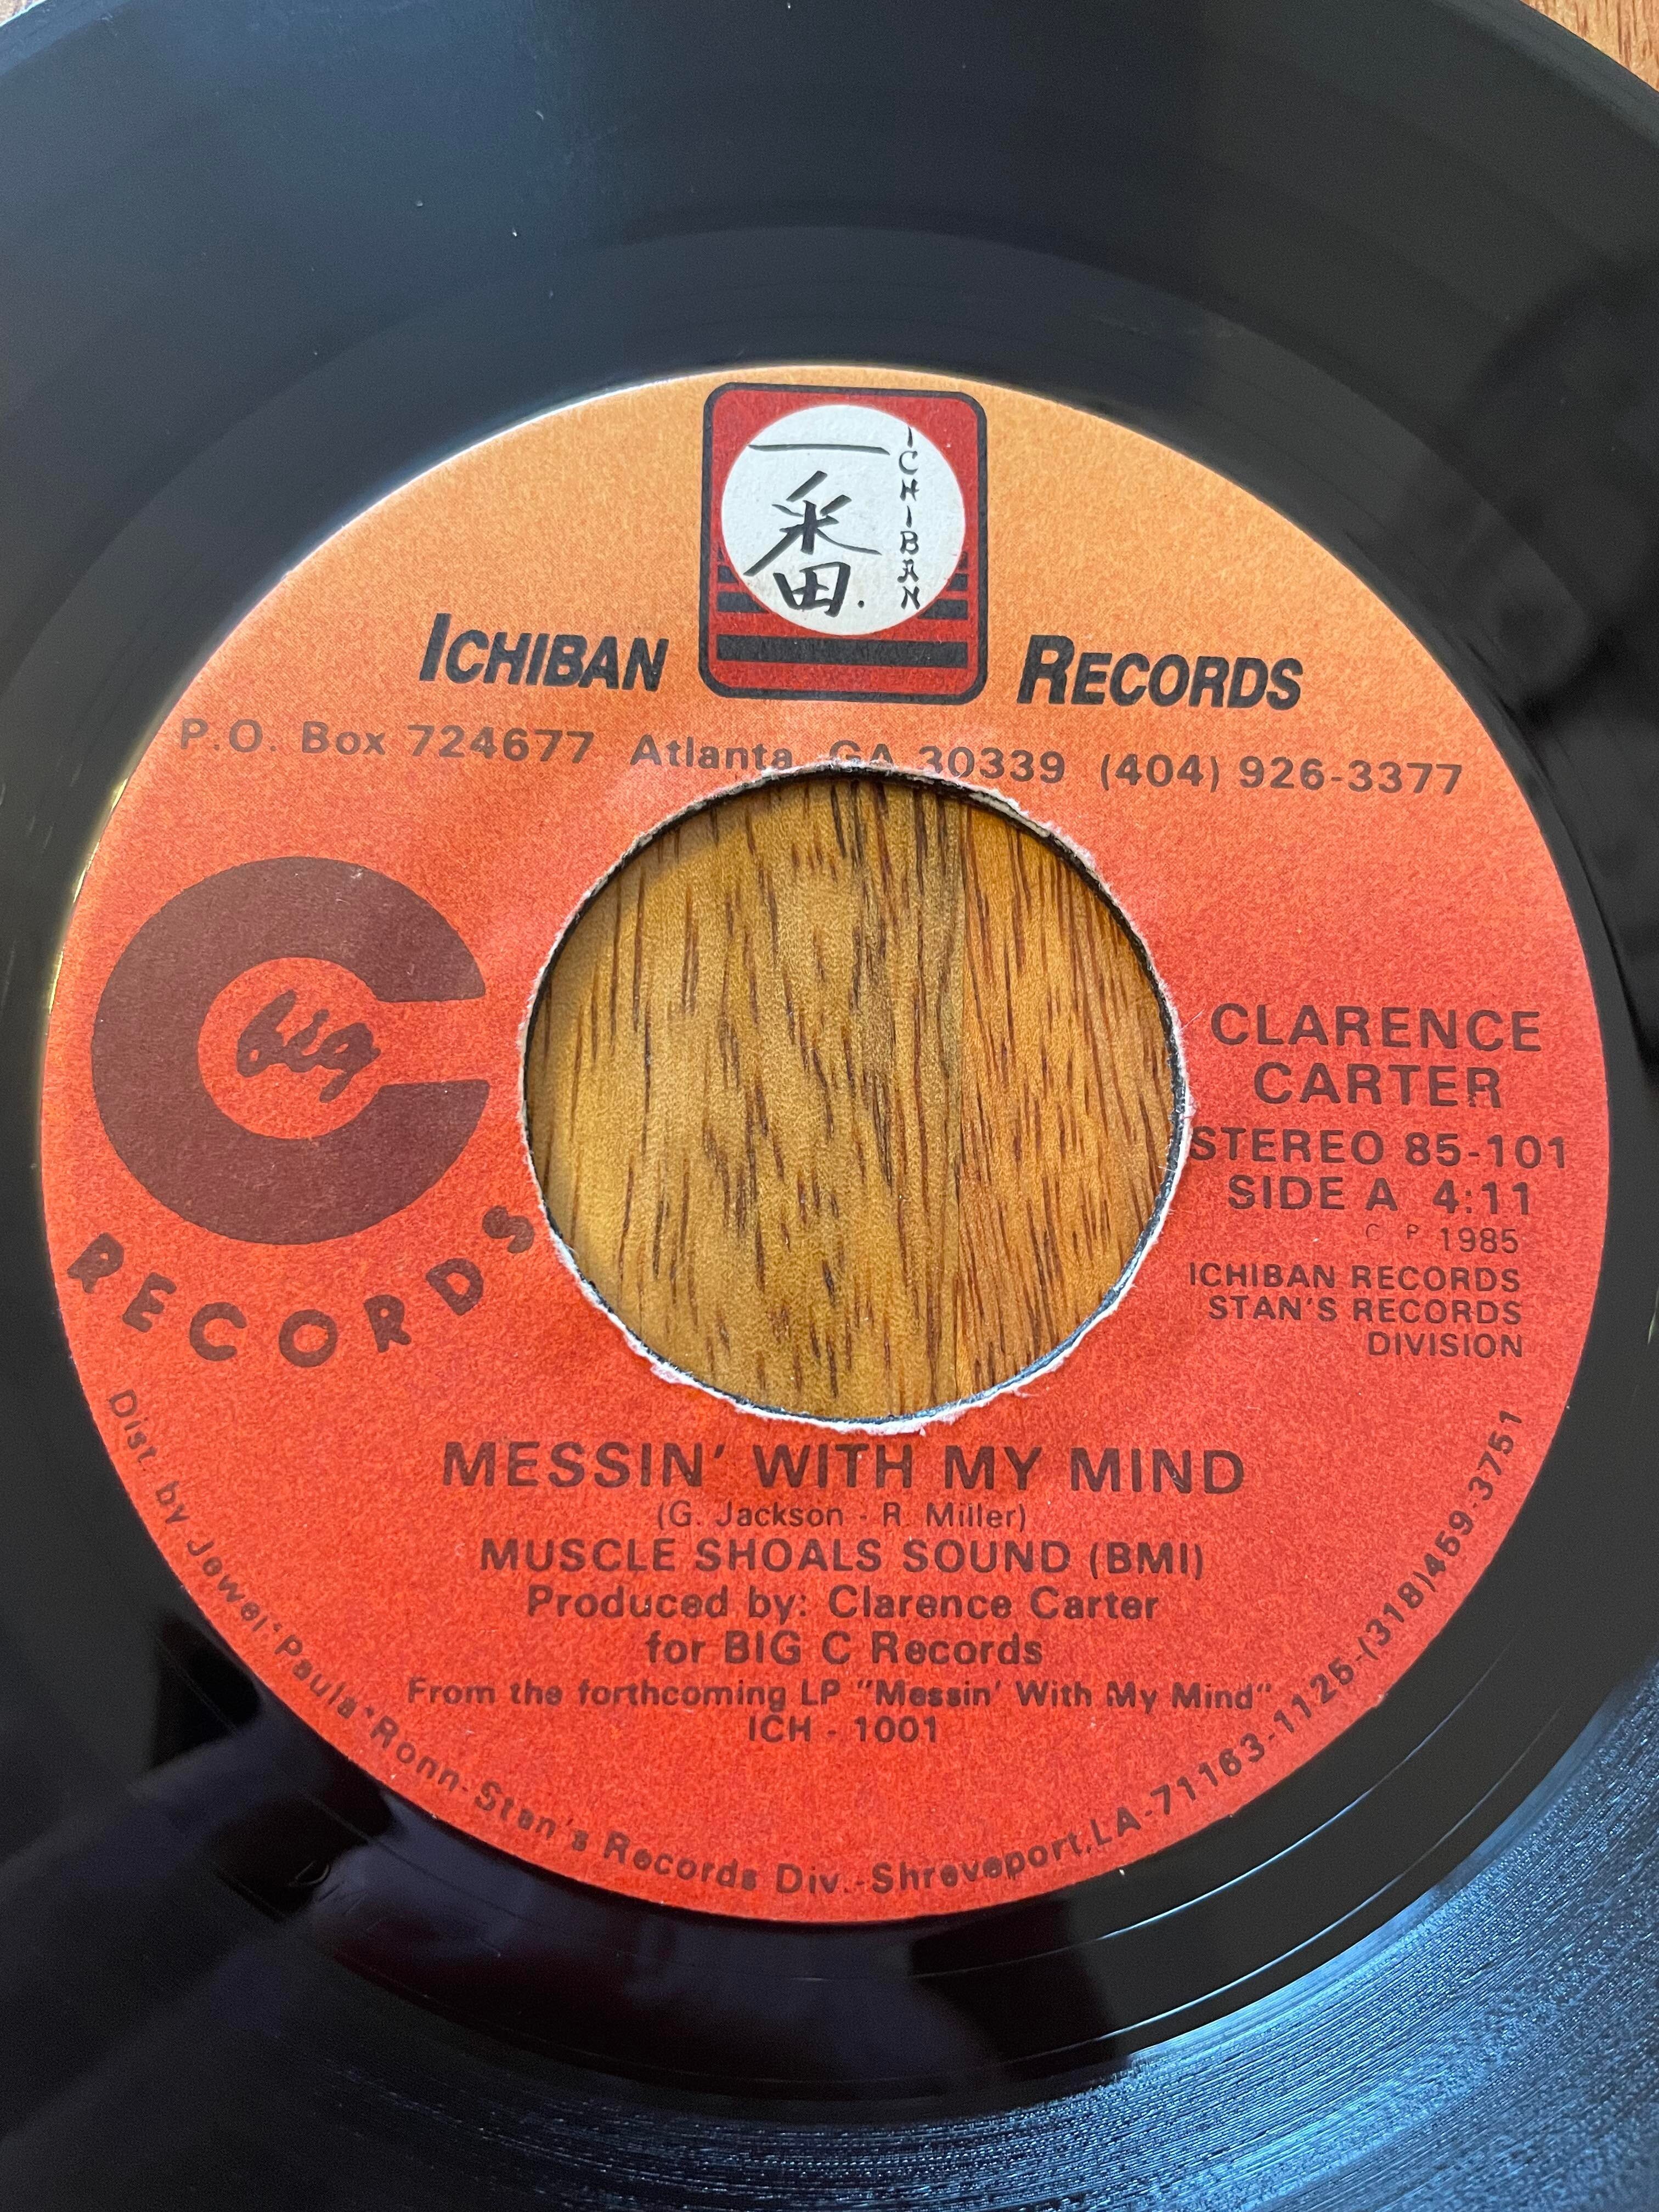 一番.
ICHIBAN
ICHIBAN RECORDS
P.O. Box 724677 Atlanta, GA 30339 (404) 926-3377
big
RECORDS
CLARENCE
CARTER
STEREO 85-101
SIDE A 4:11
C P 1985
ICHIBAN RECORDS
STAN'S RECORDS
DIVISION
MESSIN' WITH MY MIND
(G. Jackson - R. Miller)
MUSCLE SHOALS SOUND (BMI)
Produced by: Clarence Carter
for BIG C Records
From the forthcoming LP "Messin' With My Mind"
ICH - 1001
Dist. by Jewel*Paula*Ronn-Stan's Records Div.-Shreveport,LA-71163-1125-(318)459-3751